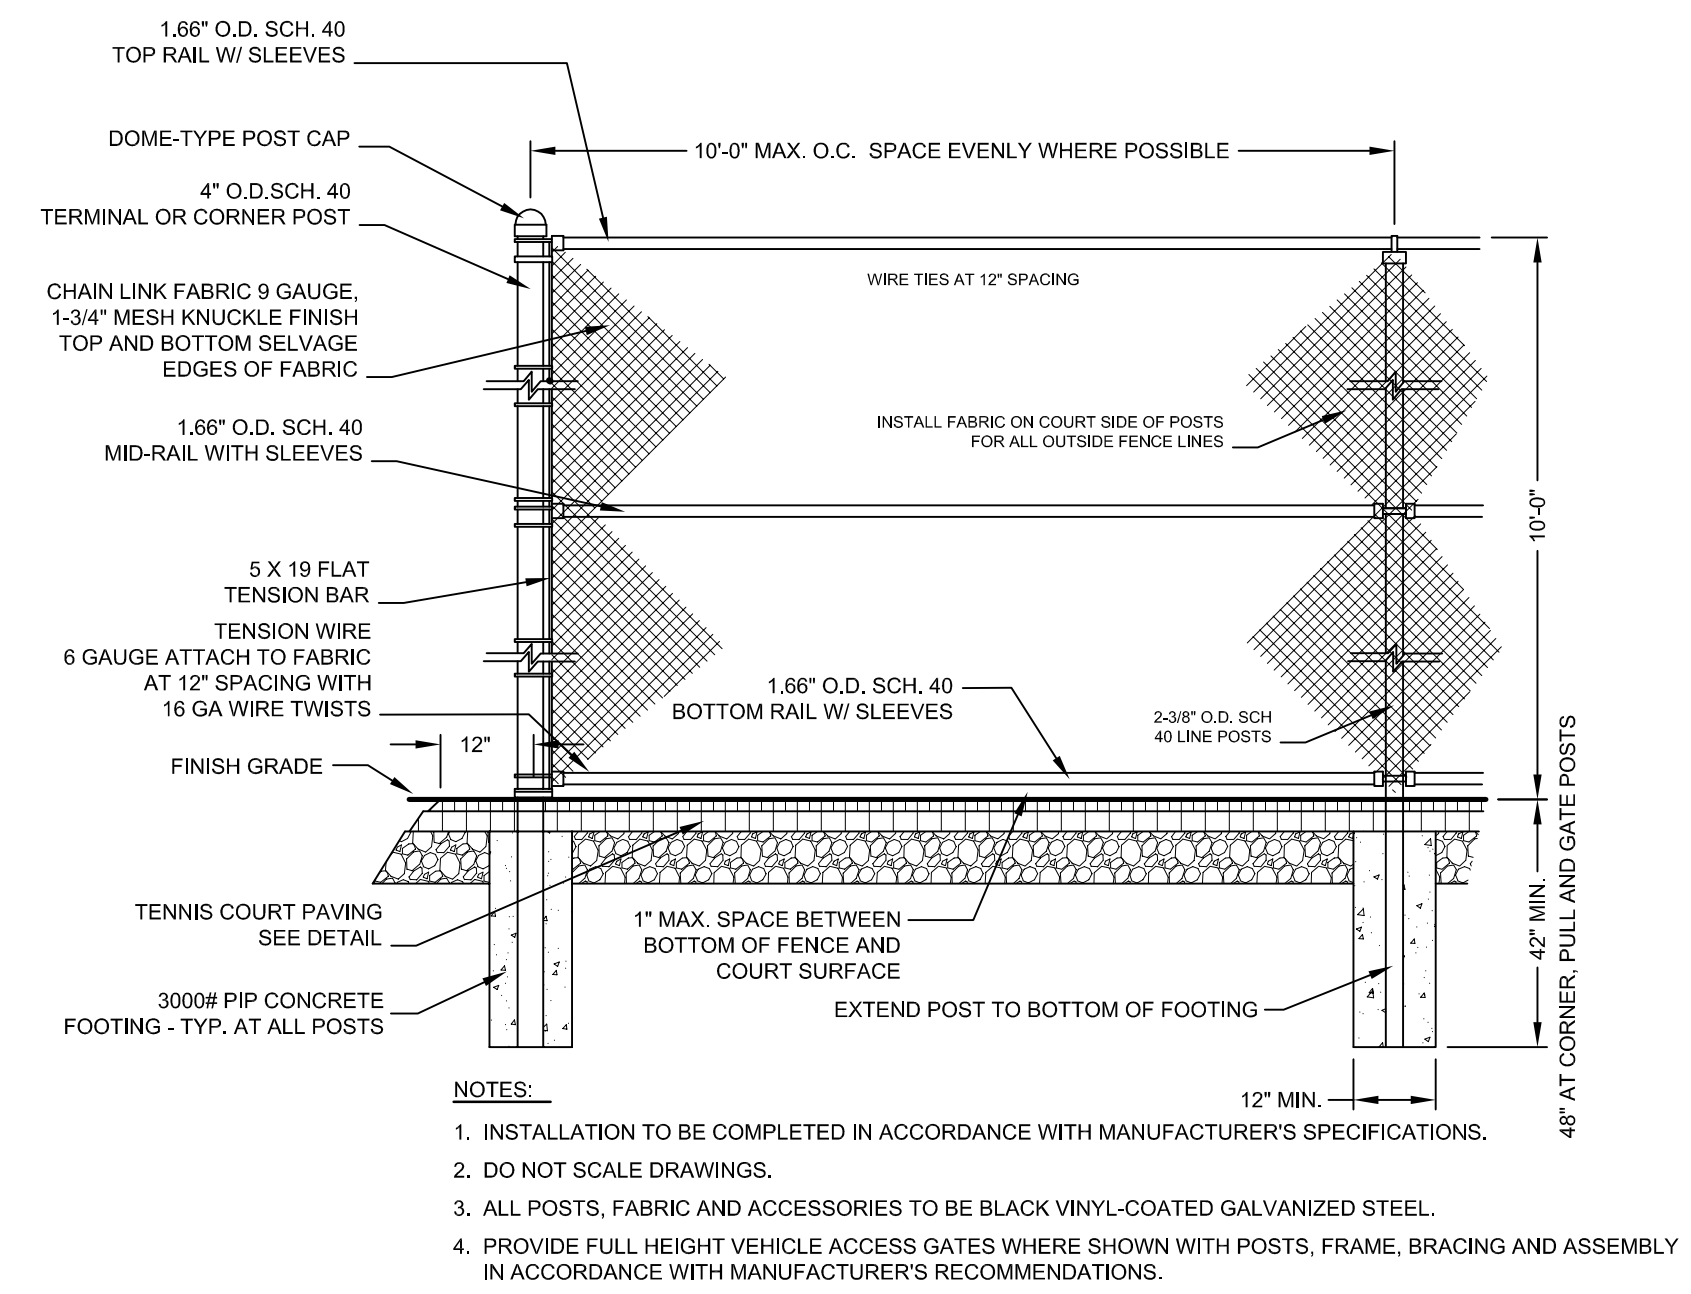 1.66" O.D. SCH. 40
TOP RAIL W/ SLEEVES
DOME-TYPE POST CAP
10'-0" MAX. O.C. SPACE EVENLY WHERE POSSIBLE
4" O.D.SCH. 40
TERMINAL OR CORNER POST
WIRE TIES AT 12" SPACING
CHAIN LINK FABRIC 9 GAUGE,
1-3/4" MESH KNUCKLE FINISH
TOP AND BOTTOM SELVAGE
EDGES OF FABRIC
INSTALL FABRIC ON COURT SIDE OF POSTS
FOR ALL OUTSIDE FENCE LINES
1.66" O.D. SCH. 40
MID-RAIL WITH SLEEVES
10'-0"
5 X 19 FLAT
TENSION BAR
TENSION WIRE
6 GAUGE ATTACH TO FABRIC
AT 12" SPACING WITH
16 GA WIRE TWISTS
1.66" O.D. SCH. 40
BOTTOM RAIL W/ SLEEVES
2-3/8" O.D. SCH
40 LINE POSTS
12"
FINISH GRADE
TENNIS COURT PAVING
SEE DETAIL
1" MAX. SPACE BETWEEN
BOTTOM OF FENCE AND
COURT SURFACE
42" MIN.
48" AT CORNER, PULL AND GATE POSTS
3000# PIP CONCRETE
FOOTING - TYP. AT ALL POSTS
EXTEND POST TO BOTTOM OF FOOTING
12" MIN.
NOTES:
1. INSTALLATION TO BE COMPLETED IN ACCORDANCE WITH MANUFACTURER'S SPECIFICATIONS.
2. DO NOT SCALE DRAWINGS.
3. ALL POSTS, FABRIC AND ACCESSORIES TO BE BLACK VINYL-COATED GALVANIZED STEEL.
4. PROVIDE FULL HEIGHT VEHICLE ACCESS GATES WHERE SHOWN WITH POSTS, FRAME, BRACING AND ASSEMBLY
IN ACCORDANCE WITH MANUFACTURER'S RECOMMENDATIONS.